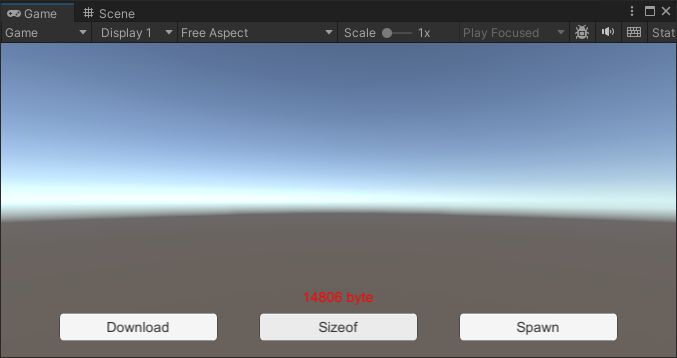 Game Scene
Game Display 1 Free Aspect Scale 1x Play Focused Stat
14806 byte
Download Sizeof Spawn